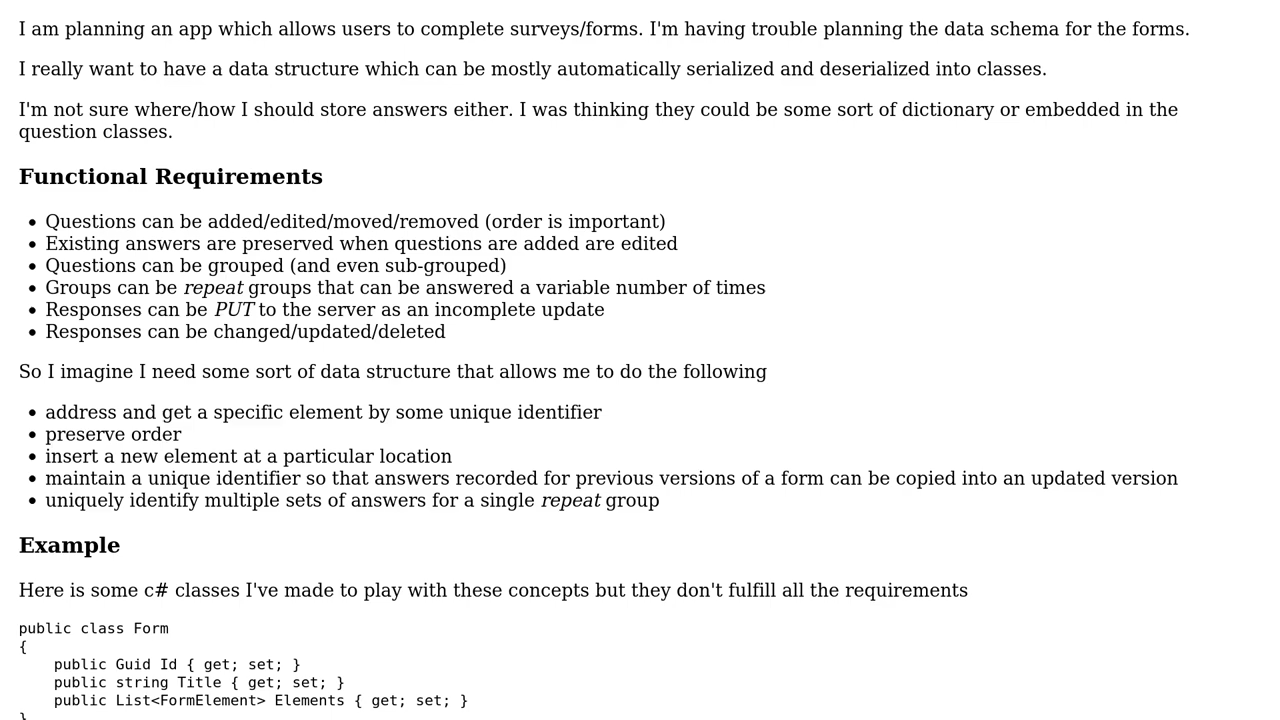 I am planning an app which allows users to complete surveys/forms. I'm having trouble planning the data schema for the forms.
I really want to have a data structure which can be mostly automatically serialized and deserialized into classes.
I'm not sure where/how I should store answers either. I was thinking they could be some sort of dictionary or embedded in the
question classes.
Functional Requirements
• Questions can be added/edited/moved/removed (order is important)
• Existing answers are preserved when questions are added are edited
• Questions can be grouped (and even sub-grouped)
• Groups can be repeat groups that can be answered a variable number of times
• Responses can be PUT to the server as an incomplete update
• Responses can be changed/updated/deleted
So I imagine I need some sort of data structure that allows me to do the following
• address and get a specific element by some unique identifier
• preserve order
• insert a new element at a particular location
• maintain a unique identifier so that answers recorded for previous versions of a form can be copied into an updated version
• uniquely identify multiple sets of answers for a single repeat group
Example
Here is some c# classes I've made to play with these concepts but they don't fulfill all the requirements
public class Form
{
    public Guid Id { get; set; }
    public string Title { get; set; }
    public List<FormElement> Elements { get; set; }
}